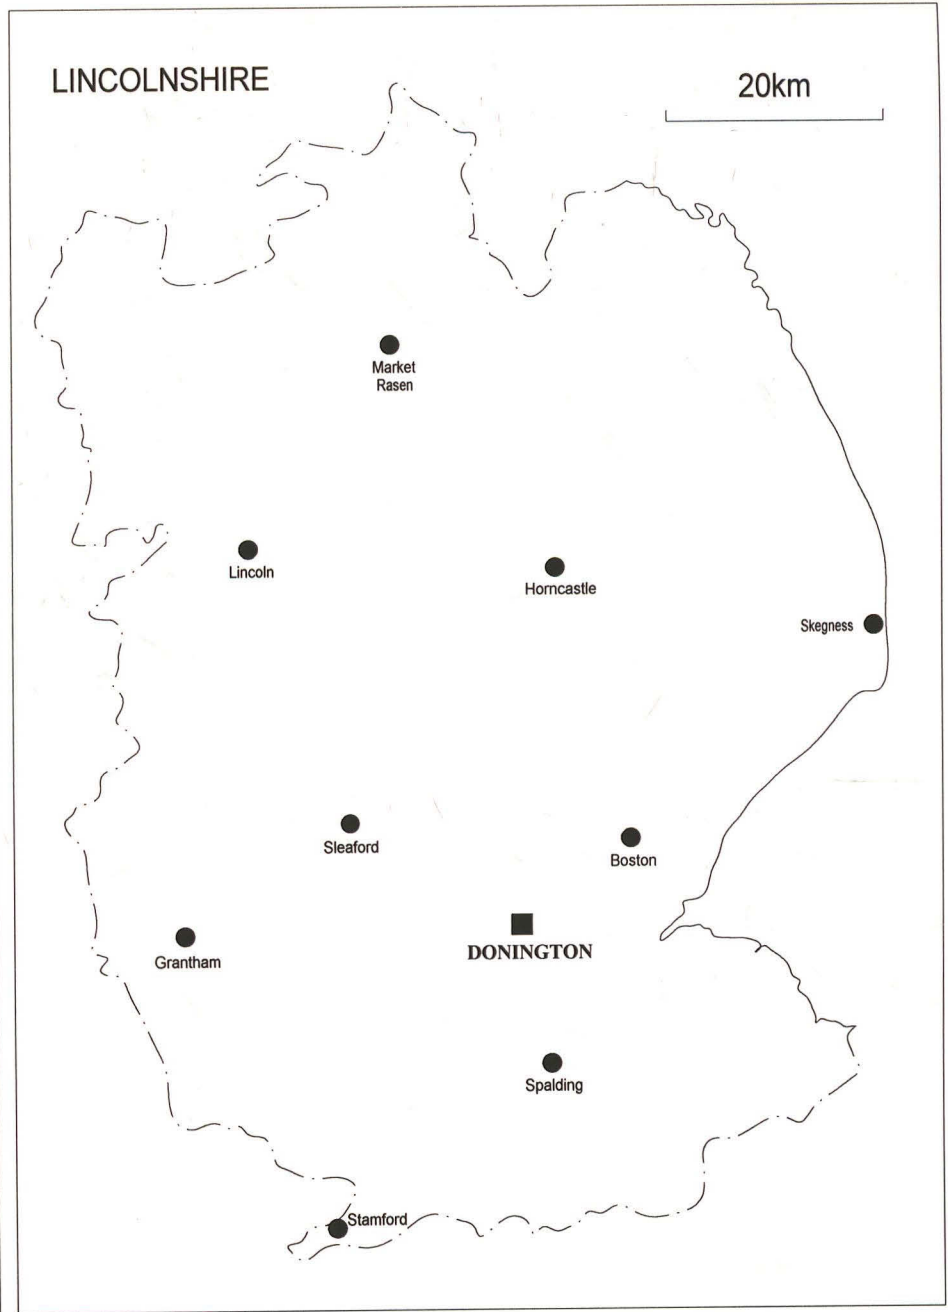 LINCOLNSHIRE
20km
Market
Rasen
Lincoln
Horncastle
Skegness
Sleaford
Boston
DONINGTON
Grantham
Spalding
Stamford